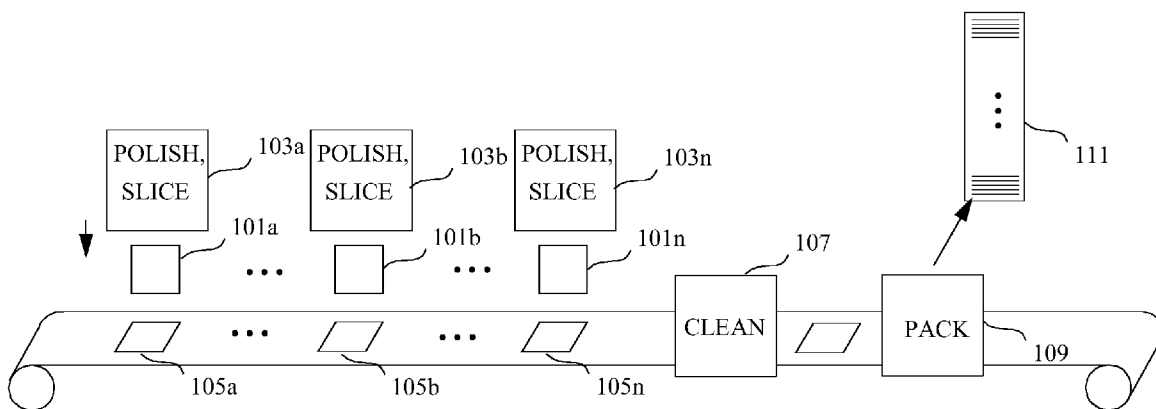 POLISH,
SLICE
103a
POLISH,
SLICE
103b
POLISH,
SLICE
103n
111
101a
101b
101n
107
CLEAN
PACK
109
105a
105b
105n